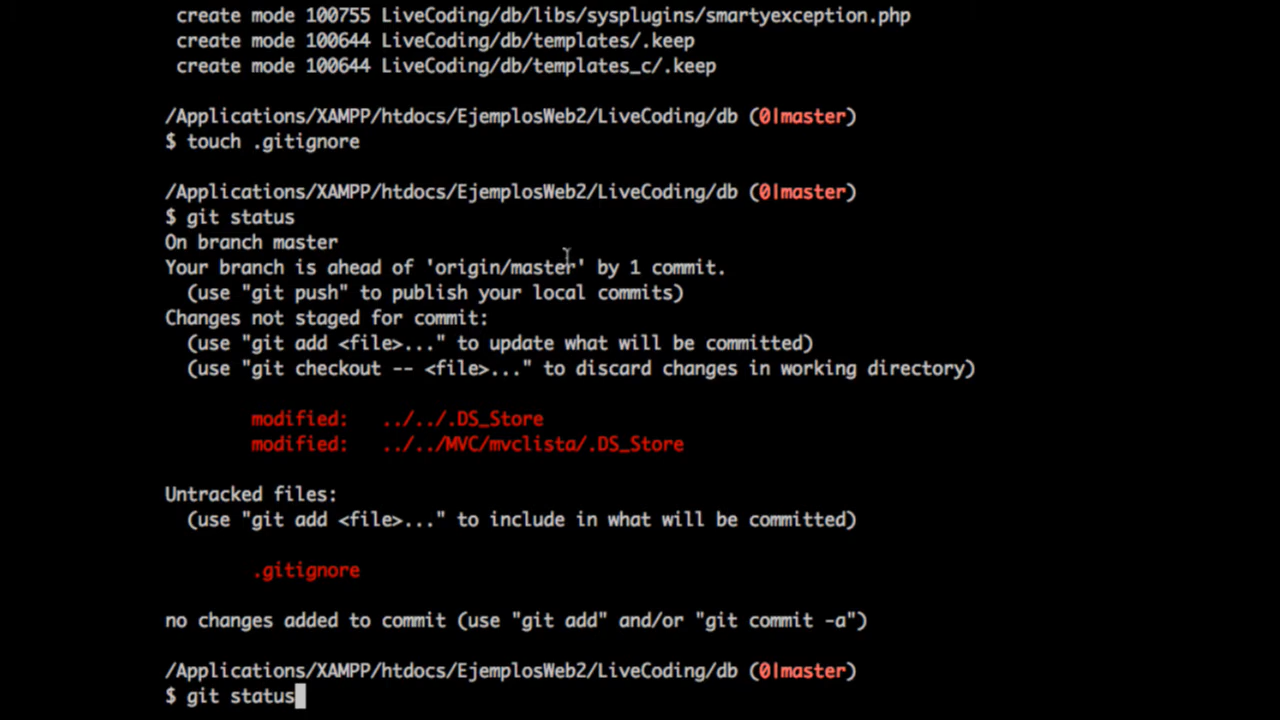 create mode 100755 LiveCoding/db/libs/sysplugins/smartyexception.php
create mode 100644 LiveCoding/db/templates/.keep
create mode 100644 LiveCoding/db/templates_c/.keep
/Applications/XAMPP/htdocs/EjemplosWeb2/LiveCoding/db (0|master)
$ touch .gitignore
/Applications/XAMPP/htdocs/EjemplosWeb2/LiveCoding/db (0|master)
$ git status
On branch master
Your branch is ahead of 'origin/master' by 1 commit.
(use "git push" to publish your local commits)
Changes not staged for commit:
(use "git add <file>..." to update what will be committed)
(use "git checkout -- <file>..." to discard changes in working directory)
modified:   ../../.DS_Store
modified:   ../../MVC/mvclista/.DS_Store
Untracked files:
(use "git add <file>..." to include in what will be committed)
.gitignore
no changes added to commit (use "git add" and/or "git commit -a")
/Applications/XAMPP/htdocs/EjemplosWeb2/LiveCoding/db (0|master)
$ git status